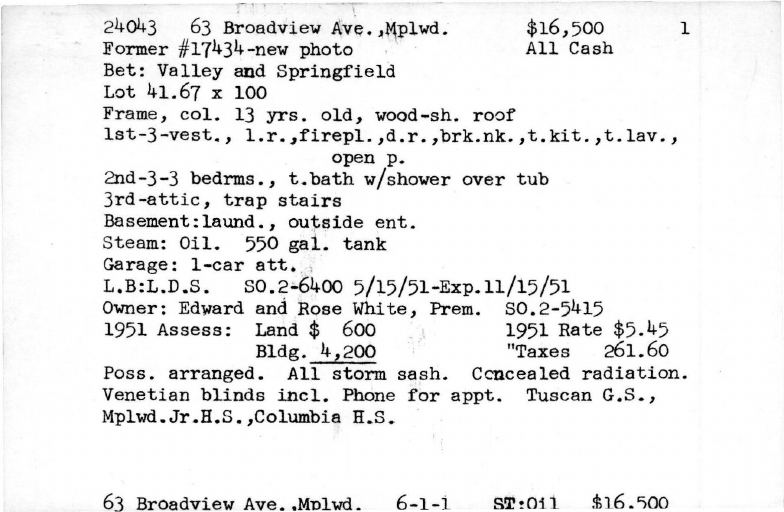 24043 63 Broadview Ave.,Mplwd. $16,500 1
Former #17434-new photo All Cash
Bet: Valley and Springfield
Lot 41.67 x 100
Frame, col. 13 yrs. old, wood-sh. roof
1st-3-vest., l.r.,firepl.,d.r.,brk.nk.,t.kit.,t.lav.,
open p.
2nd-3-3 bedrms., t.bath w/shower over tub
3rd-attic, trap stairs
Basement:laund., outside ent.
Steam: Oil. 550 gal. tank
Garage: 1-car att.
L.B:L.D.S. SO.2-6400 5/15/51-Exp.11/15/51
Owner: Edward and Rose White, Prem. SO.2-5415
1951 Assess: Land $ 600 1951 Rate $5.45
Bldg. 4,200 "Taxes 261.60
Poss. arranged. All storm sash. Concealed radiation.
Venetian blinds incl. Phone for appt. Tuscan G.S.,
Mplwd.Jr.H.S.,Columbia H.S.
63 Broadview Ave.,Mplwd. 6-1-1 ST:Oil $16,500